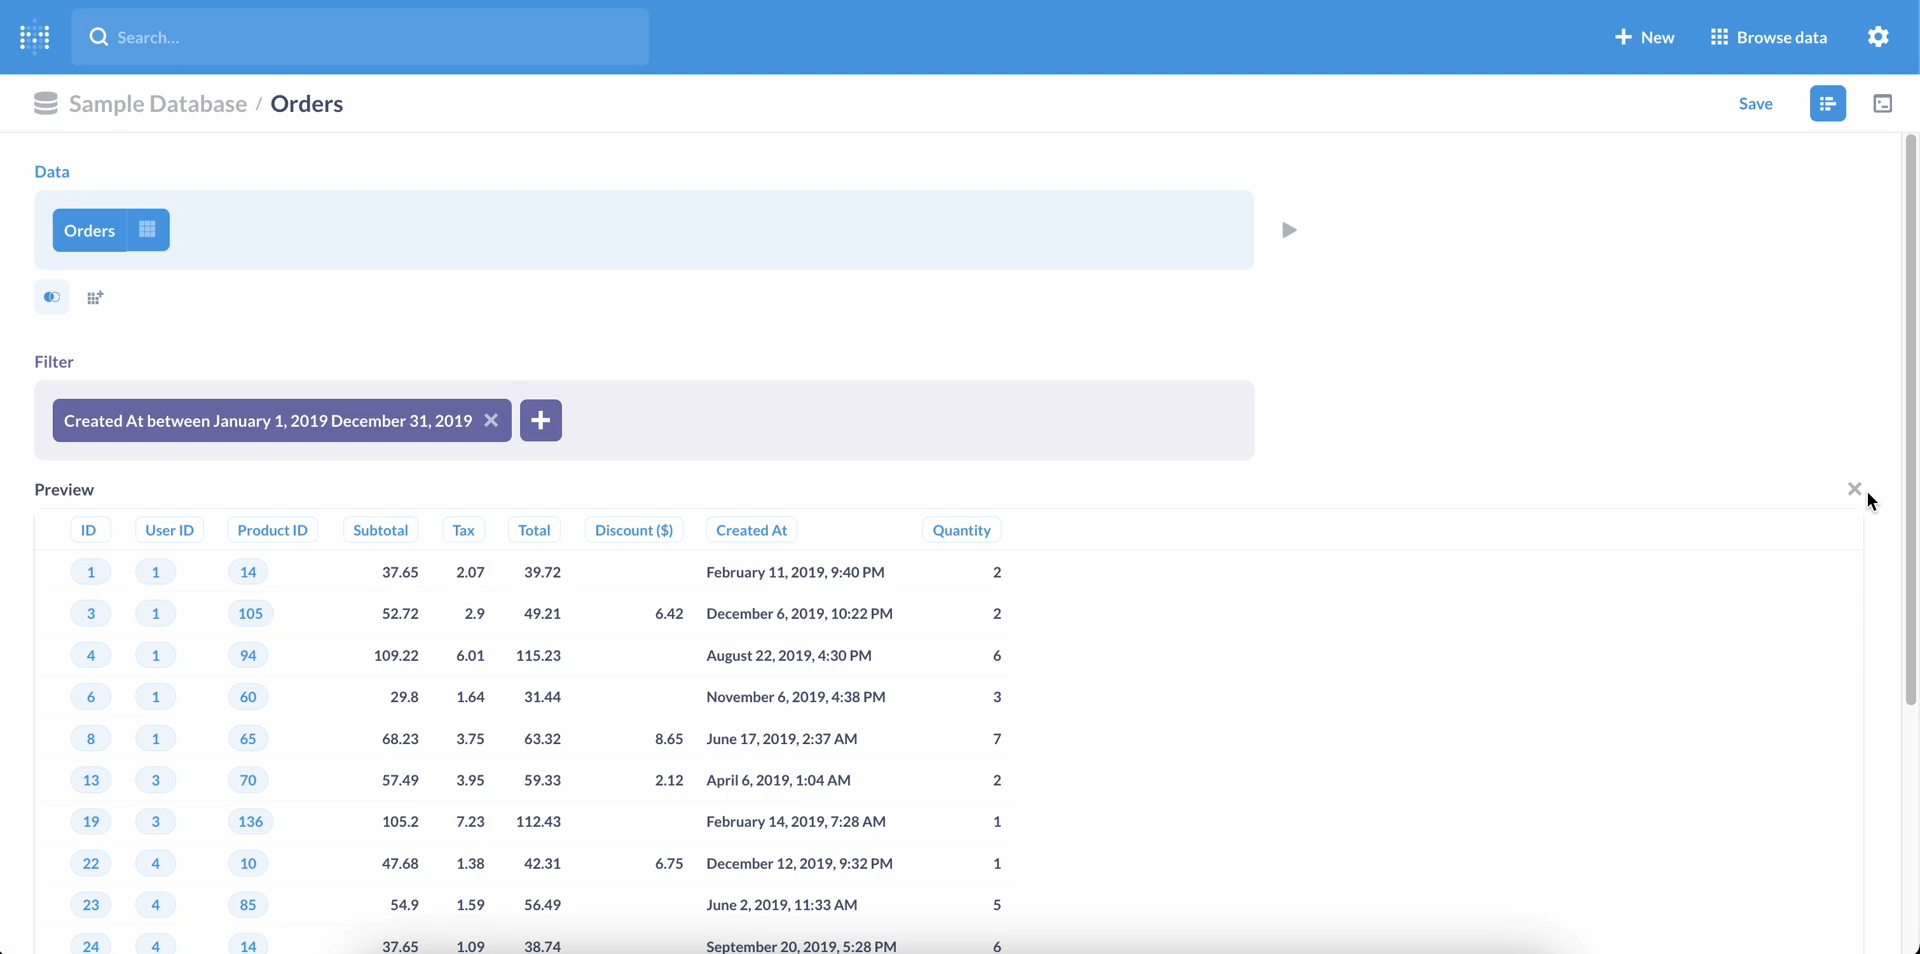 Search...
New
Browse data
Sample Database / Orders
Save
Data
Orders
Filter
Created At between January 1, 2019 December 31, 2019
Preview
ID User ID Product ID Subtotal Tax Total Discount ($) Created At Quantity
1 1 14 37.65 2.07 39.72 February 11, 2019, 9:40 PM 2
3 1 105 52.72 2.9 49.21 6.42 December 6, 2019, 10:22 PM 2
4 1 94 109.22 6.01 115.23 August 22, 2019, 4:30 PM 6
6 1 60 29.8 1.64 31.44 November 6, 2019, 4:38 PM 3
8 1 65 68.23 3.75 63.32 8.65 June 17, 2019, 2:37 AM 7
13 3 70 57.49 3.95 59.33 2.12 April 6, 2019, 1:04 AM 2
19 3 136 105.2 7.23 112.43 February 14, 2019, 7:28 AM 1
22 4 10 47.68 1.38 42.31 6.75 December 12, 2019, 9:32 PM 1
23 4 85 54.9 1.59 56.49 June 2, 2019, 11:33 AM 5
24 4 14 37.65 1.09 38.74 September 20, 2019, 5:28 PM 6